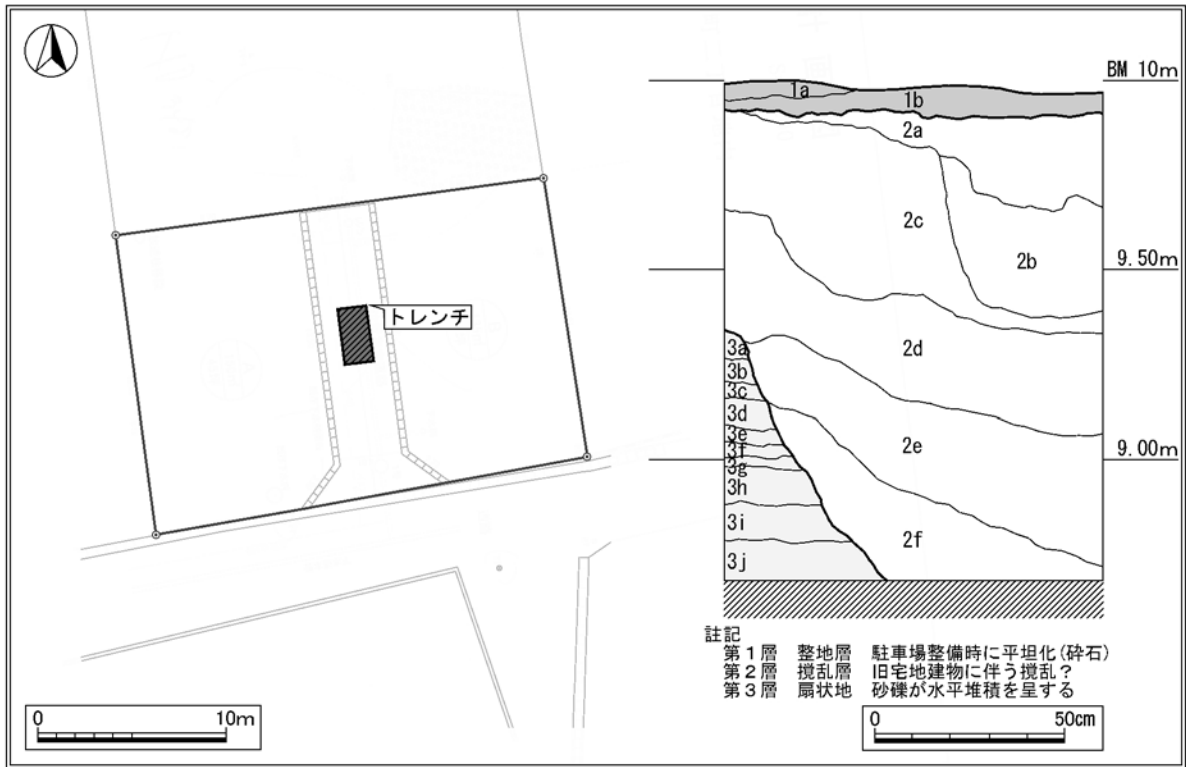 BM 10m
1a
1b
2a
2c
2b
9.50m
2d
3a
3b
3c
3d
3e
3f
3g
3h
3i
3j
2e
9.00m
2f
トレンチ
註記
第1層 整地層 駐車場整備時に平坦化(砕石)
第2層 撹乱層 旧宅地建物に伴う撹乱?
第3層 扇状地 砂礫が水平堆積を呈する
0 10m
0 50cm